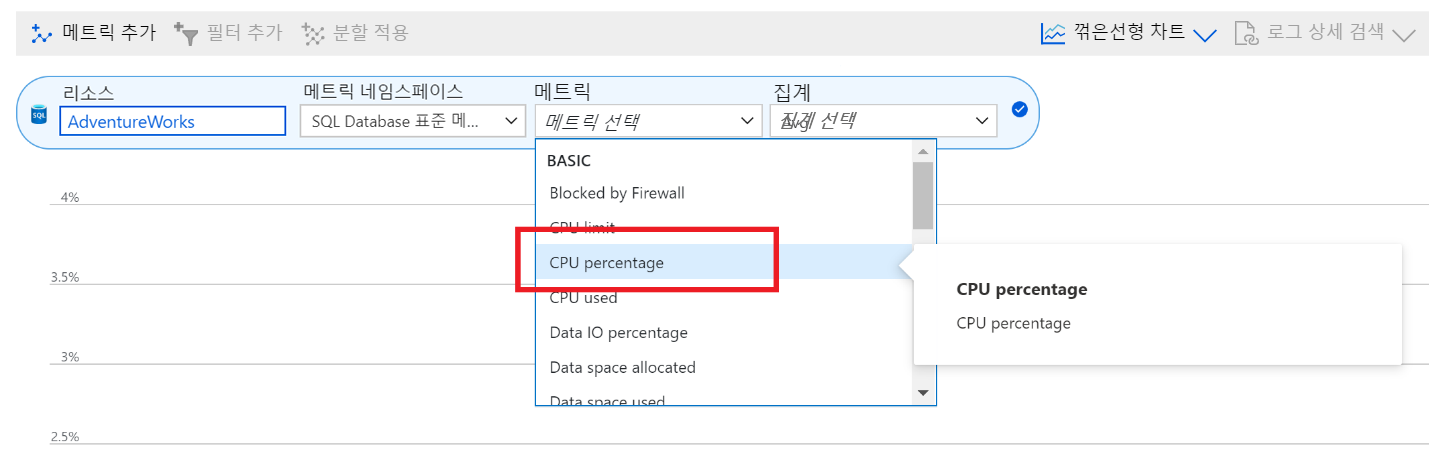 메트릭 추가 필터 추가 분할 적용 꺾은선형 차트 로그 상세 검색
리소스 메트릭 네임스페이스 메트릭 집계
SQL AdventureWorks SQL Database 표준 메... 메트릭 선택 집계 선택
BASIC
4%
Blocked by Firewall
CPU limit
3.5%
CPU percentage
CPU percentage
CPU used
CPU percentage
3%
Data IO percentage
Data space allocated
Data space used
2.5%